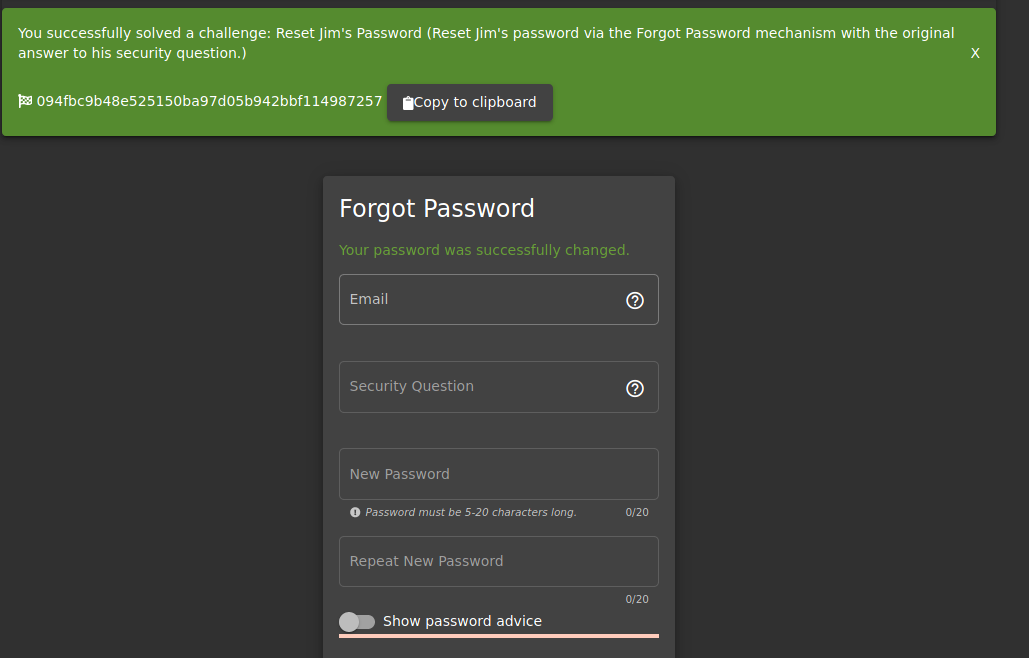 You successfully solved a challenge: Reset Jim's Password (Reset Jim's password via the Forgot Password mechanism with the original
answer to his security question.)
X
094fbc9b48e525150ba97d05b942bbf114987257 Copy to clipboard
Forgot Password
Your password was successfully changed.
Email
Security Question
New Password
Password must be 5-20 characters long. 0/20
Repeat New Password
0/20
Show password advice